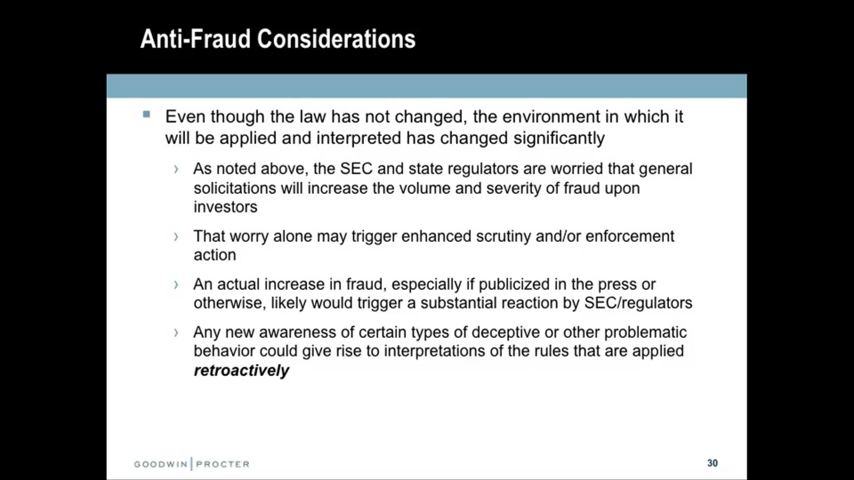 Anti-Fraud Considerations
Even though the law has not changed, the environment in which it
will be applied and interpreted has changed significantly
› As noted above, the SEC and state regulators are worried that general
solicitations will increase the volume and severity of fraud upon
investors
› That worry alone may trigger enhanced scrutiny and/or enforcement
action
› An actual increase in fraud, especially if publicized in the press or
otherwise, likely would trigger a substantial reaction by SEC/regulators
› Any new awareness of certain types of deceptive or other problematic
behavior could give rise to interpretations of the rules that are applied
retroactively
GOODWIN | PROCTER
30